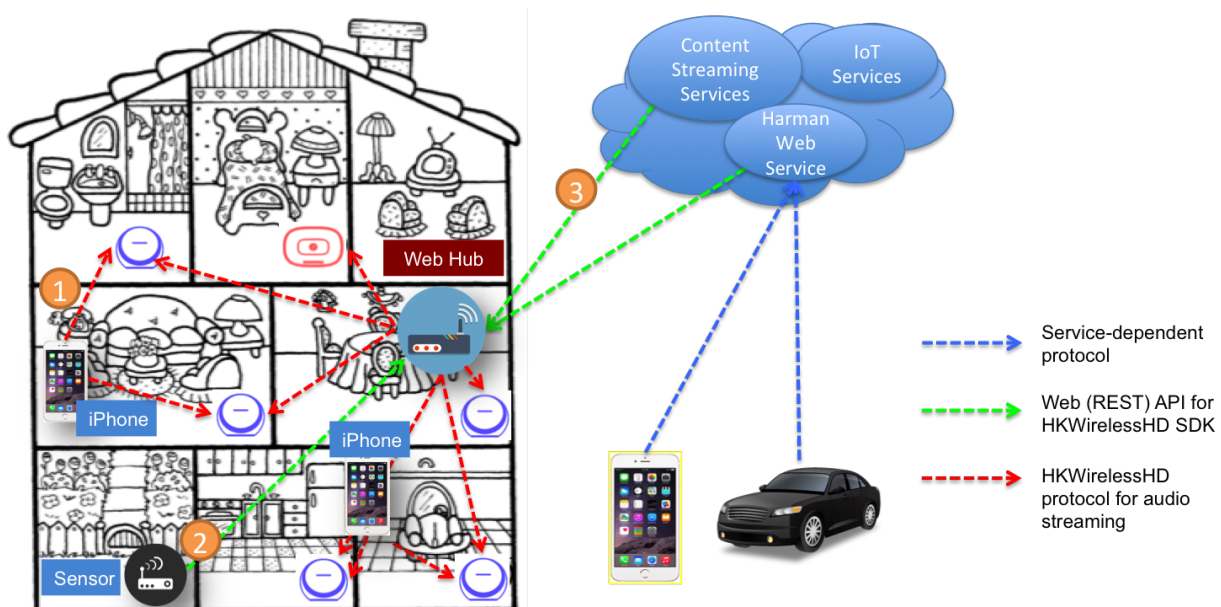 Content
Streaming
Services
IoT
Services
Harman
Web
Service
3
Web Hub
1
iPhone
iPhone
2
Sensor
Service-dependent
protocol
Web (REST) API for
HKWirelessHD SDK
HKWirelessHD
protocol for audio
streaming